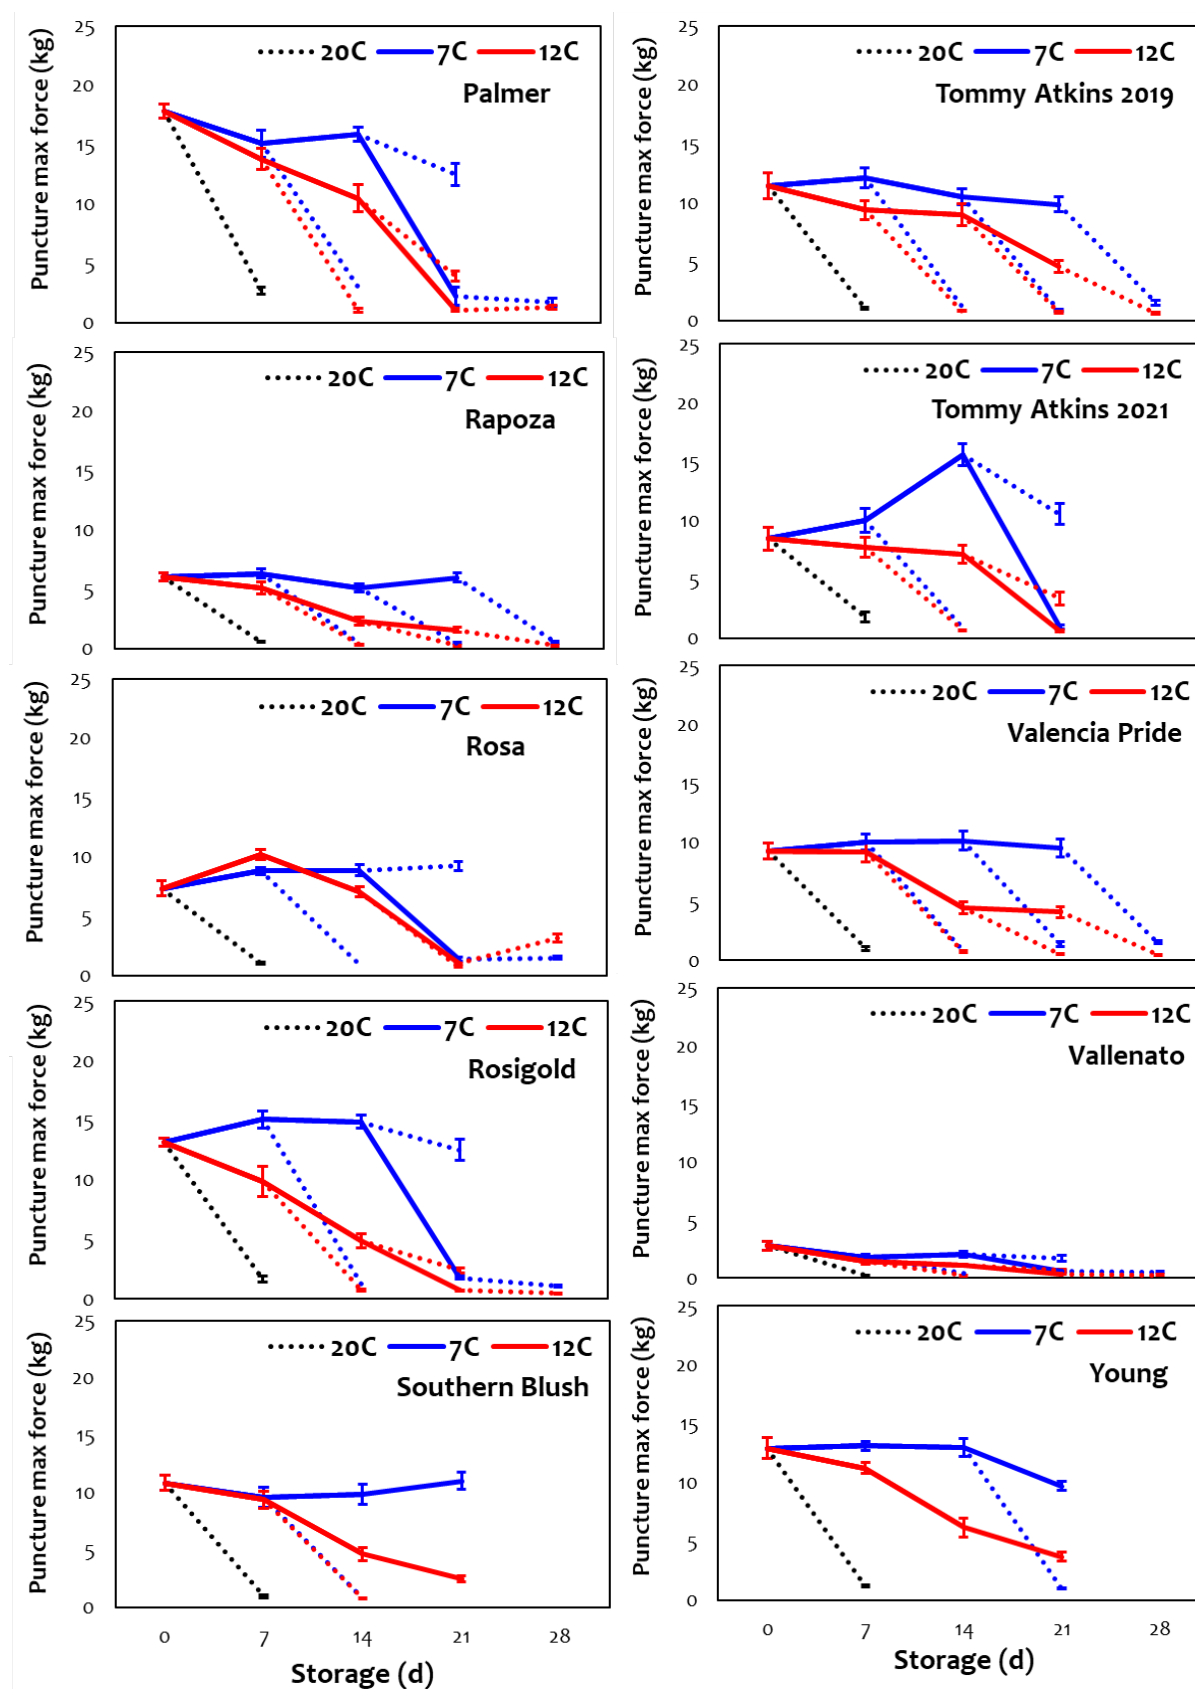 Puncture max force (kg)
25
20
15
10
5
0
20C 7C 12C
Palmer
Puncture max force (kg)
25
20
15
10
5
0
20C 7C 12C
Tommy Atkins 2019
Puncture max force (kg)
25
20
15
10
5
0
20C 7C 12C
Rapoza
Puncture max force (kg)
25
20
15
10
5
0
20C 7C 12C
Tommy Atkins 2021
Puncture max force (kg)
25
20
15
10
5
0
20C 7C 12C
Rosa
Puncture max force (kg)
25
20
15
10
5
0
20C 7C 12C
Valencia Pride
Puncture max force (kg)
25
20
15
10
5
0
20C 7C 12C
Rosigold
Puncture max force (kg)
25
20
15
10
5
0
20C 7C 12C
Vallenato
Puncture max force (kg)
25
20
15
10
5
0
20C 7C 12C
Southern Blush
0 7 14 21 28
Storage (d)
Puncture max force (kg)
25
20
15
10
5
0
20C 7C 12C
Young
0 7 14 21 28
Storage (d)